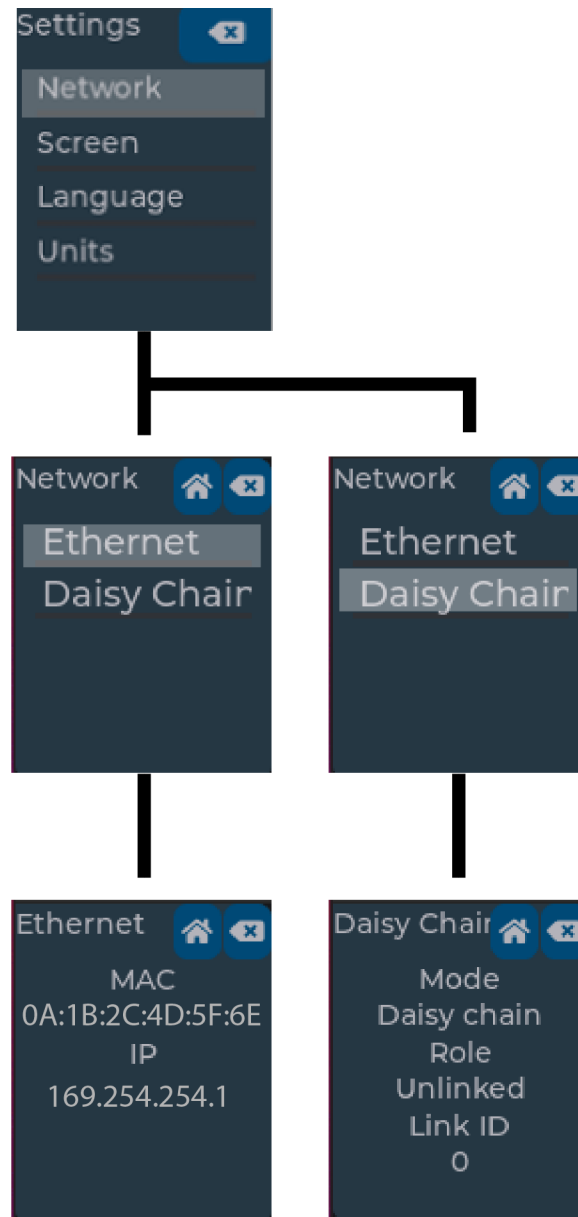 Settings
Network
Screen
Language
Units
Network
Ethernet
Daisy Chain
Network
Ethernet
Daisy Chain
Ethernet
MAC
0A:1B:2C:4D:5F:6E
IP
169.254.254.1
Daisy Chain
Mode
Daisy chain
Role
Unlinked
Link ID
0